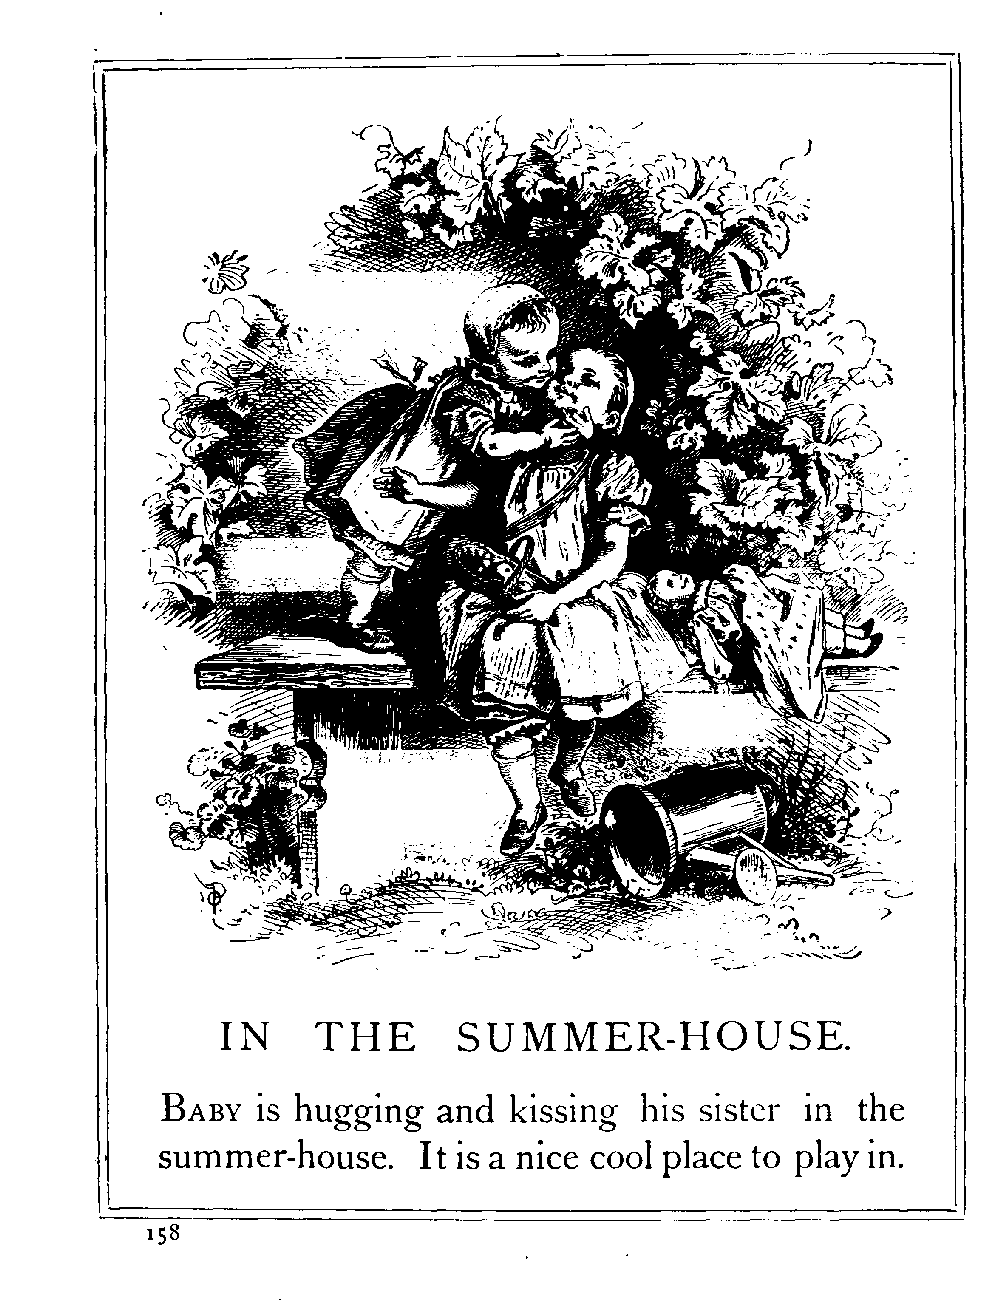 IN THE SUMMER-HOUSE.
BABY is hugging and kissing his sister in the
summer-house. It is a nice cool place to play in.
158